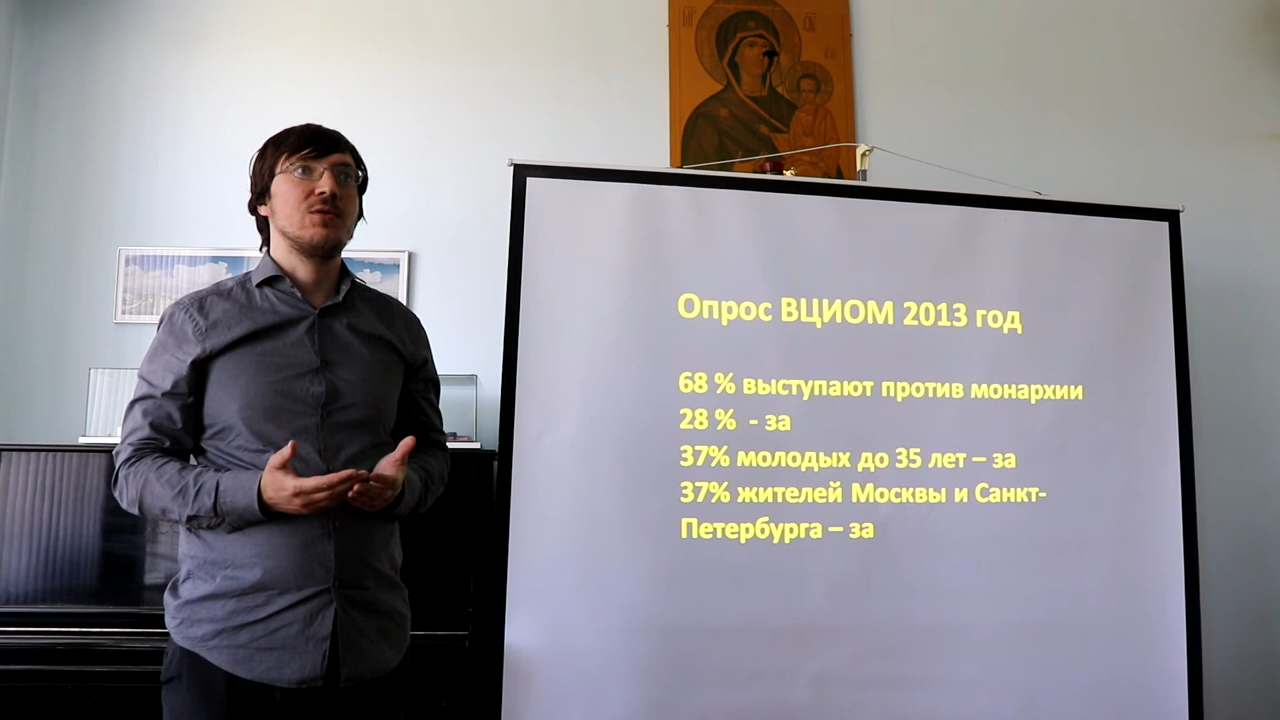 Опрос ВЦИОМ 2013 год
68 % выступают против монархии
28 % - за
37% молодых до 35 лет – за
37% жителей Москвы и Санкт-
Петербурга – за